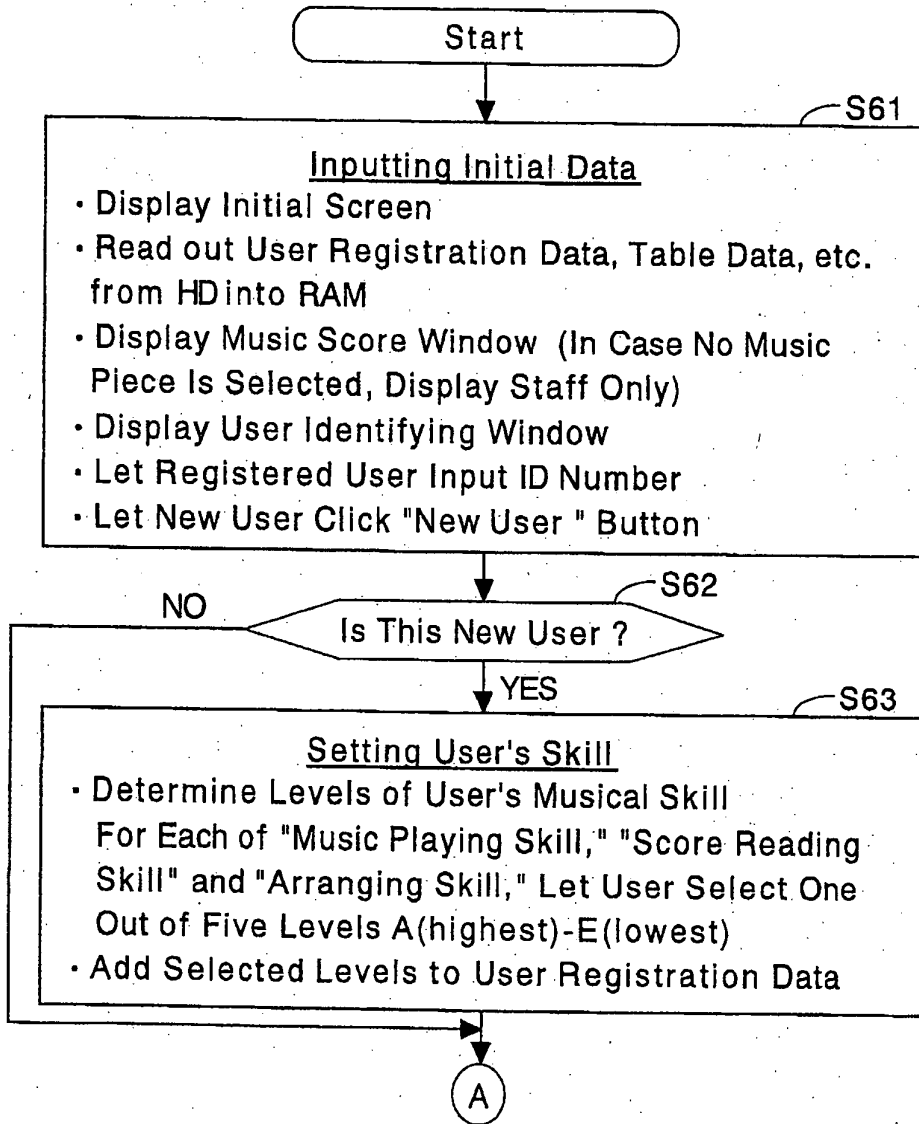 Start
S61
Inputting Initial Data
· Display Initial Screen
· Read out User Registration Data, Table Data, etc.
from HD into RAM
· Display Music Score Window (In Case No Music
Piece Is Selected, Display Staff Only)
· Display User Identifying Window
· Let Registered User Input ID Number
· Let New User Click "New User " Button
S62
NO
Is This New User ?
YES
S63
Setting User's Skill
· Determine Levels of User's Musical Skill
For Each of "Music Playing Skill," "Score Reading
Skill" and "Arranging Skill," Let User Select One
Out of Five Levels A(highest)-E(lowest)
· Add Selected Levels to User Registration Data
A